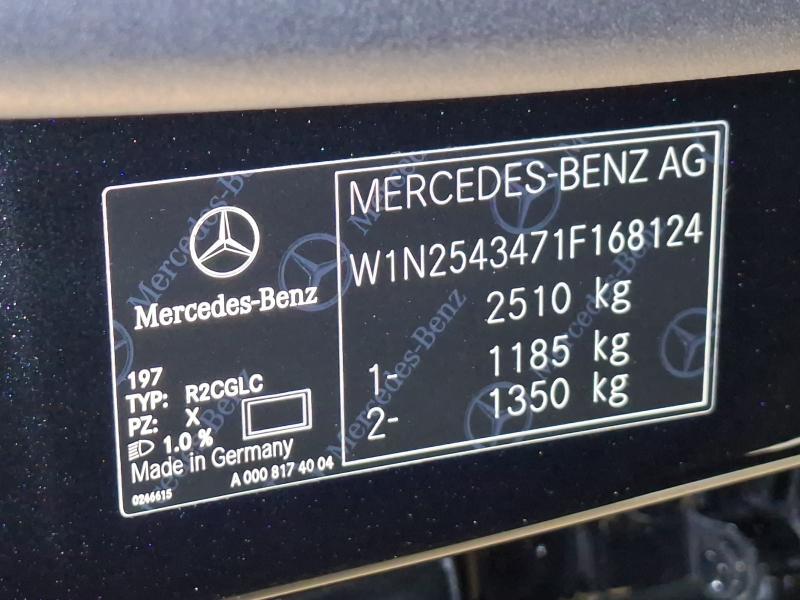 Mercedes-Benz
197
TYP: R2CGLC
PZ: X
1.0 %
Made in Germany
0246615
A 000 817 40 04
MERCEDES-BENZ AG
W1N2543471F168124
2510 kg
1- 1185 kg
2- 1350 kg